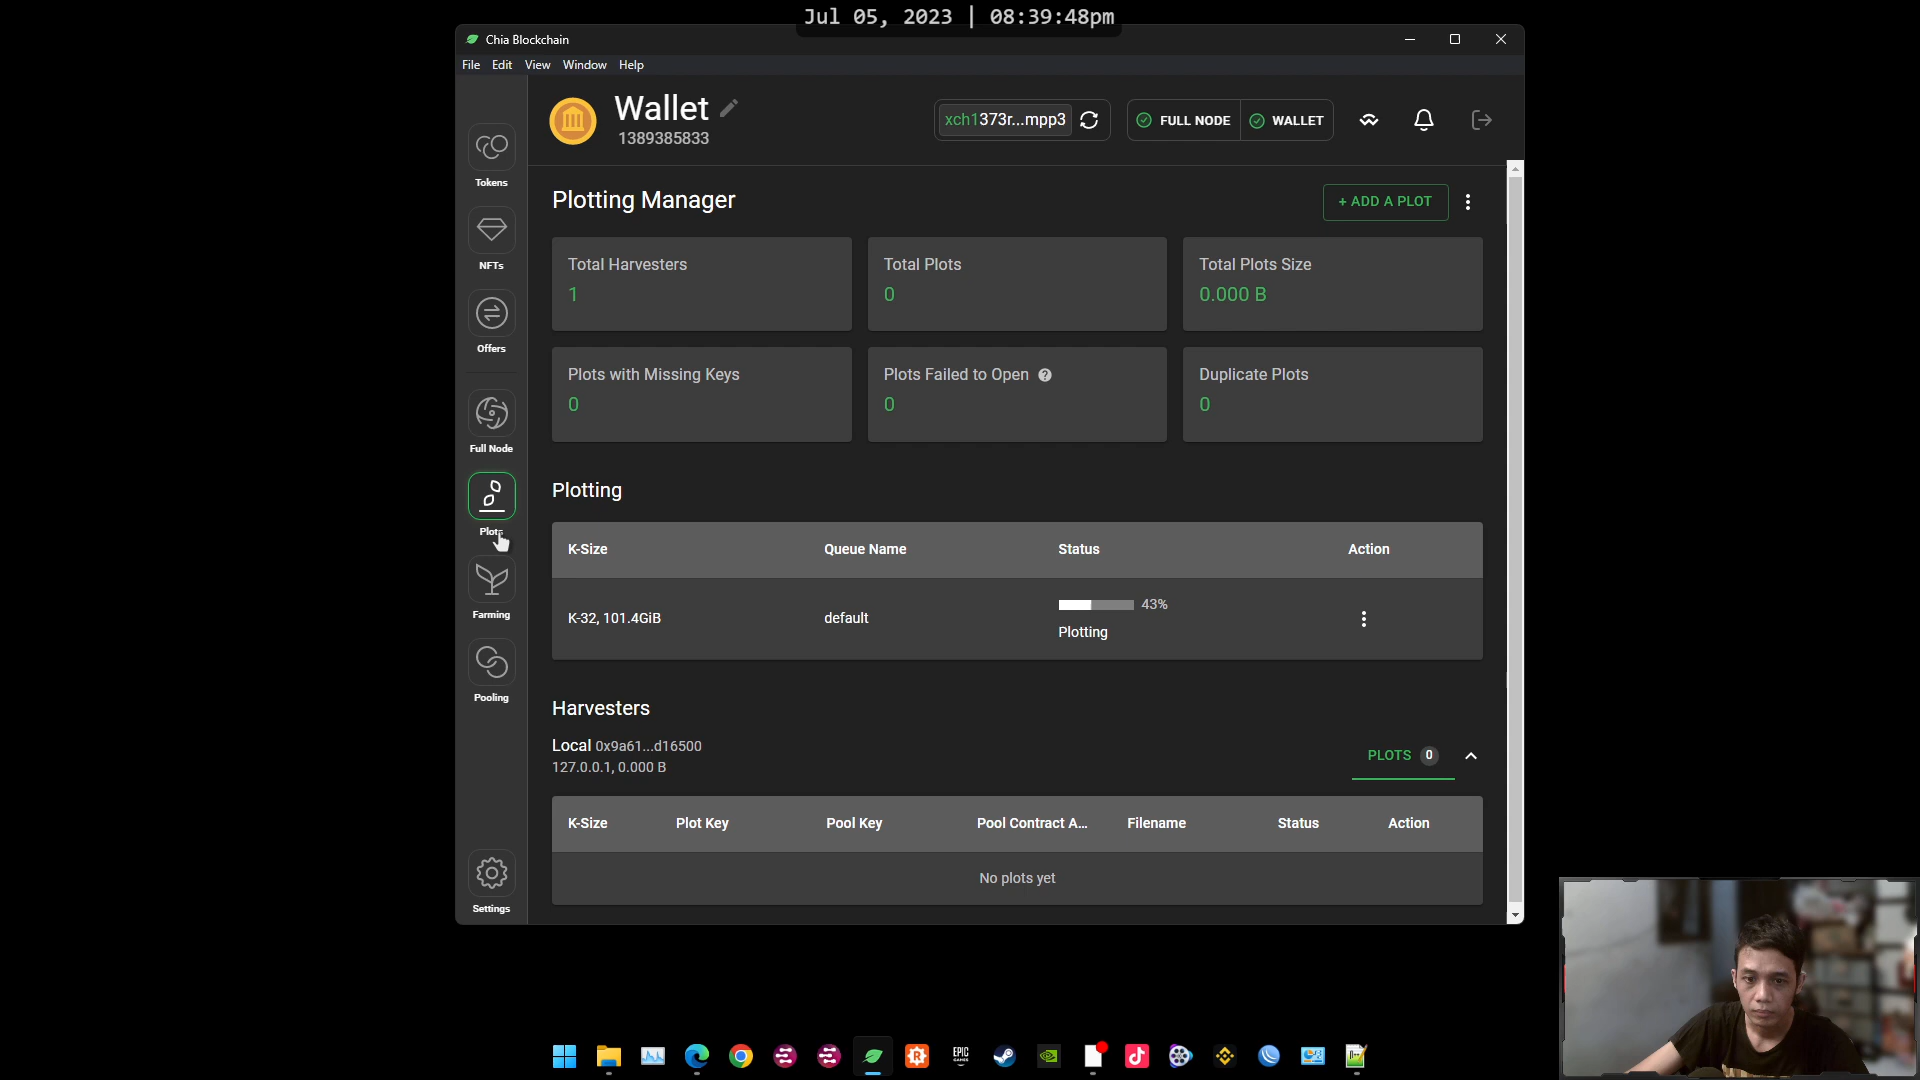 Jul 05, 2023 | 08:39:48pm
Chia Blockchain
File Edit View Window Help
Wallet
1389385833
xch1373r...mpp3
FULL NODE
WALLET
Tokens
NFTs
Offers
Full Node
Plots
Farming
Pooling
Settings
Plotting Manager
+ ADD A PLOT
Total Harvesters
1
Total Plots
0
Total Plots Size
0.000 B
Plots with Missing Keys
0
Plots Failed to Open ?
0
Duplicate Plots
0
Plotting
K-Size Queue Name Status Action
K-32, 101.4GiB default 43%
Plotting
Harvesters
Local 0x9a61...d16500
127.0.0.1, 0.000 B
PLOTS 0
K-Size Plot Key Pool Key Pool Contract A... Filename Status Action
No plots yet
EPIC
GAMES